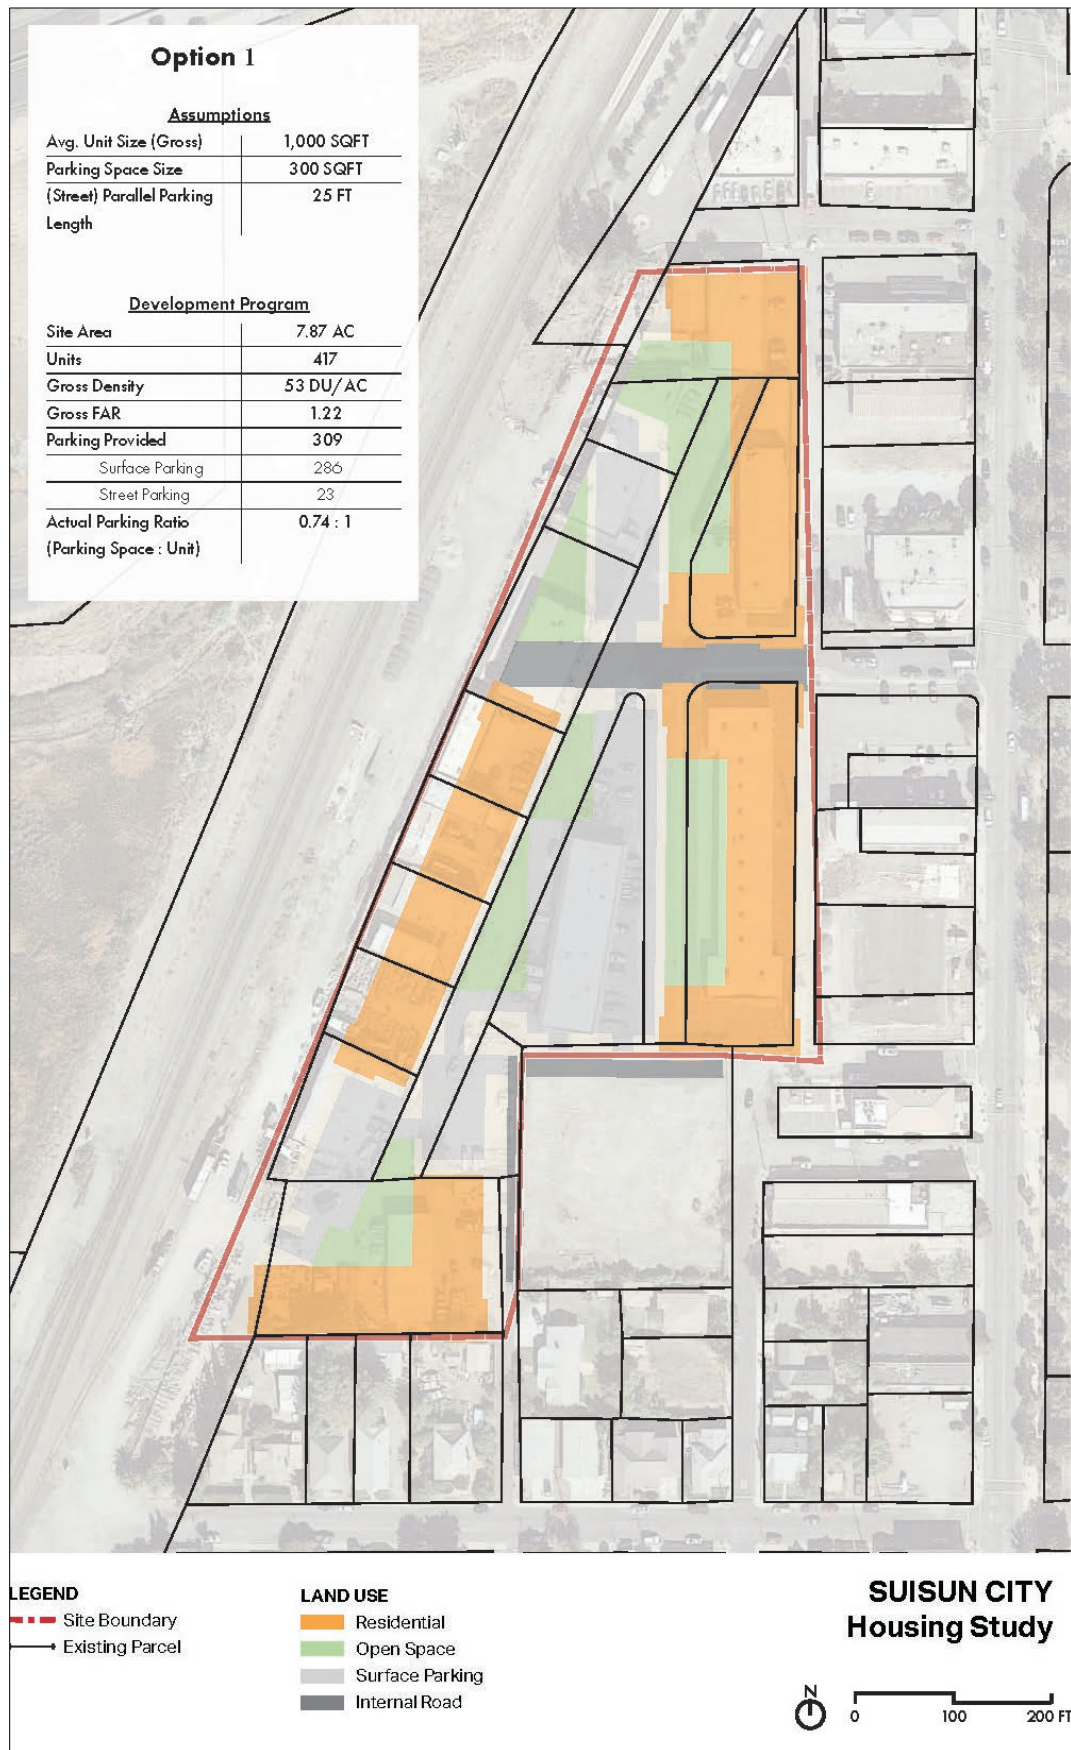 Option 1
Assumptions
Avg. Unit Size (Gross) 1,000 SQFT
Parking Space Size 300 SQFT
(Street) Parallel Parking 25 FT
Length
Development Program
Site Area 7.87 AC
Units 417
Gross Density 53 DU/AC
Gross FAR 1.22
Parking Provided 309
Surface Parking 286
Street Parking 23
Actual Parking Ratio 0.74 : 1
(Parking Space : Unit)
LEGEND
Site Boundary
Existing Parcel
LAND USE
Residential
Open Space
Surface Parking
Internal Road
SUISUN CITY
Housing Study
N
0 100 200 FT